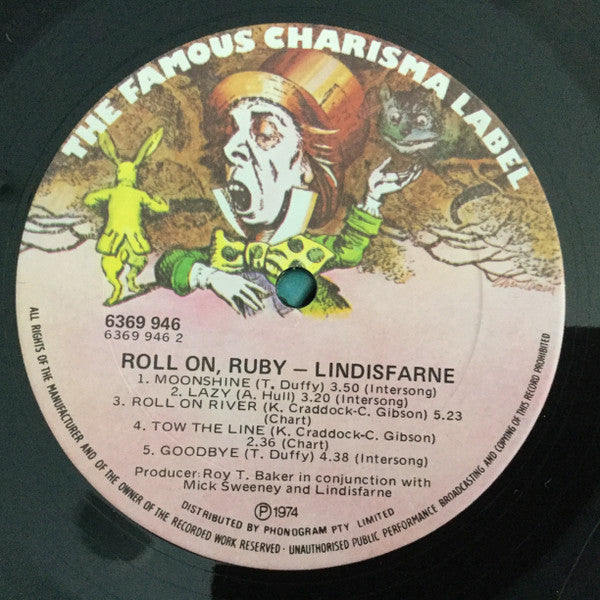 THE FAMOUS CHARISMA LABEL
6369 946
6369 946 2
ROLL ON, RUBY — LINDISFARNE
1. MOONSHINE (T. Duffy) 3.50 (Intersong)
2. LAZY (A. Hull) 3.20 (Intersong)
3. ROLL ON RIVER (K. Craddock-C. Gibson) 5.23
(Chart)
4. TOW THE LINE (K. Craddock-C. Gibson)
2.36 (Chart)
5. GOODBYE (T. Duffy) 4.38 (Intersong)
Producer: Roy T. Baker in conjunction with
Mick Sweeney and Lindisfarne
Ⓟ1974
DISTRIBUTED BY PHONOGRAM PTY LIMITED
ALL RIGHTS OF THE MANUFACTURER AND OF THE OWNER OF THE RECORDED WORK RESERVED · UNAUTHORISED PUBLIC PERFORMANCE BROADCASTING AND COPYING OF THIS RECORD PROHIBITED